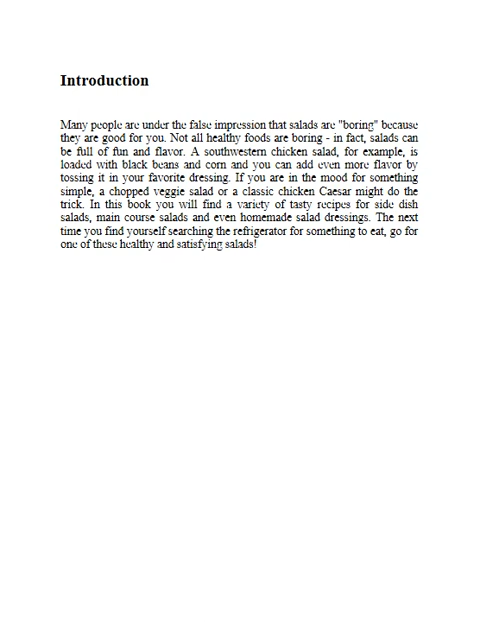 Introduction
Many people are under the false impression that salads are "boring" because
they are good for you. Not all healthy foods are boring - in fact, salads can
be full of fun and flavor. A southwestern chicken salad, for example, is
loaded with black beans and corn and you can add even more flavor by
tossing it in your favorite dressing. If you are in the mood for something
simple, a chopped veggie salad or a classic chicken Caesar might do the
trick. In this book you will find a variety of tasty recipes for side dish
salads, main course salads and even homemade salad dressings. The next
time you find yourself searching the refrigerator for something to eat, go for
one of these healthy and satisfying salads!